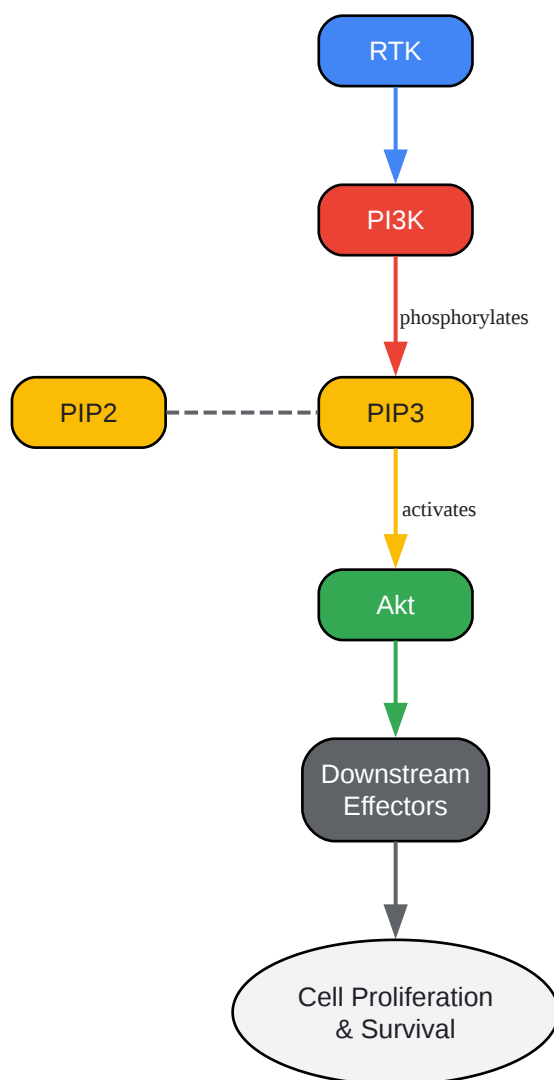 RTK
PI3K
phosphorylates
PIP2
PIP3
activates
Akt
Downstream
Effectors
Cell Proliferation
& Survival